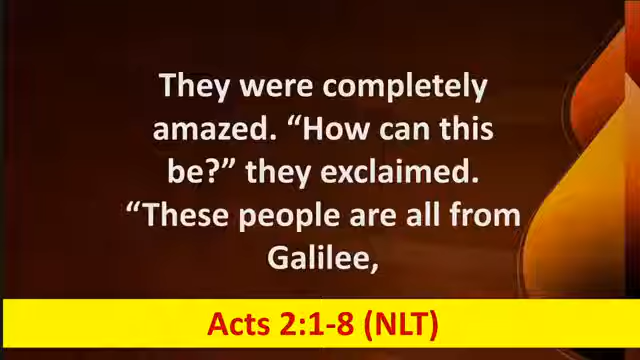 They were completely
amazed. “How can this
be?” they exclaimed.
“These people are all from
Galilee,
Acts 2:1-8 (NLT)